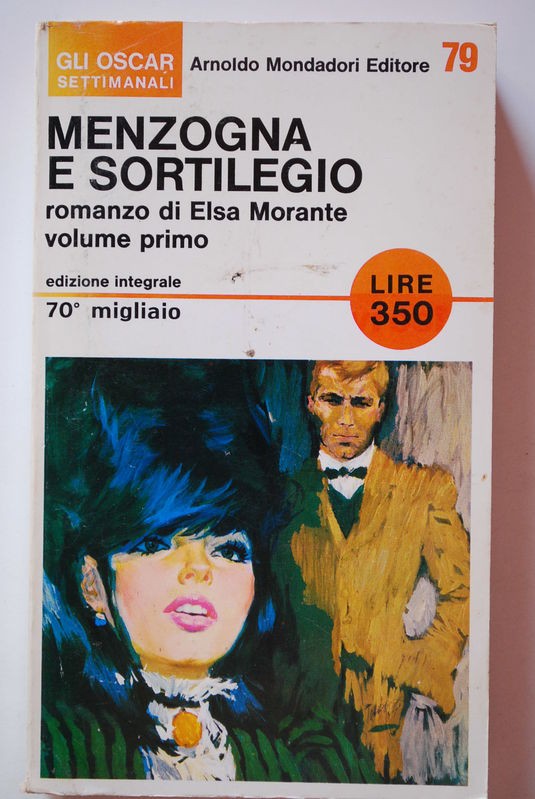 GLI OSCAR
SETTIMANALI
Arnoldo Mondadori Editore 79
MENZOGNA
E SORTILEGIO
romanzo di Elsa Morante
volume primo
edizione integrale
70° migliaio
LIRE
350